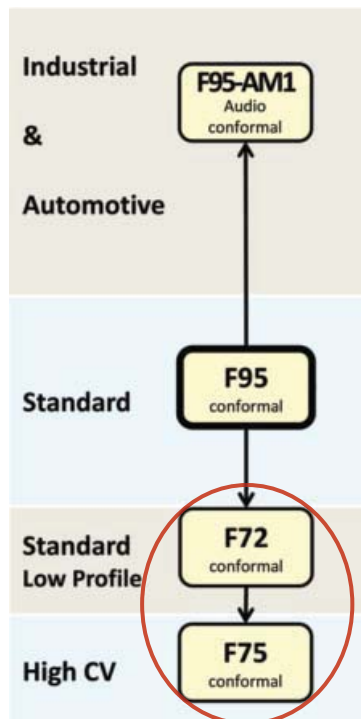 Industrial
&
Automotive
F95-AM1
Audio
conformal
Standard
F95
conformal
Standard
Low Profile
F72
conformal
High CV
F75
conformal